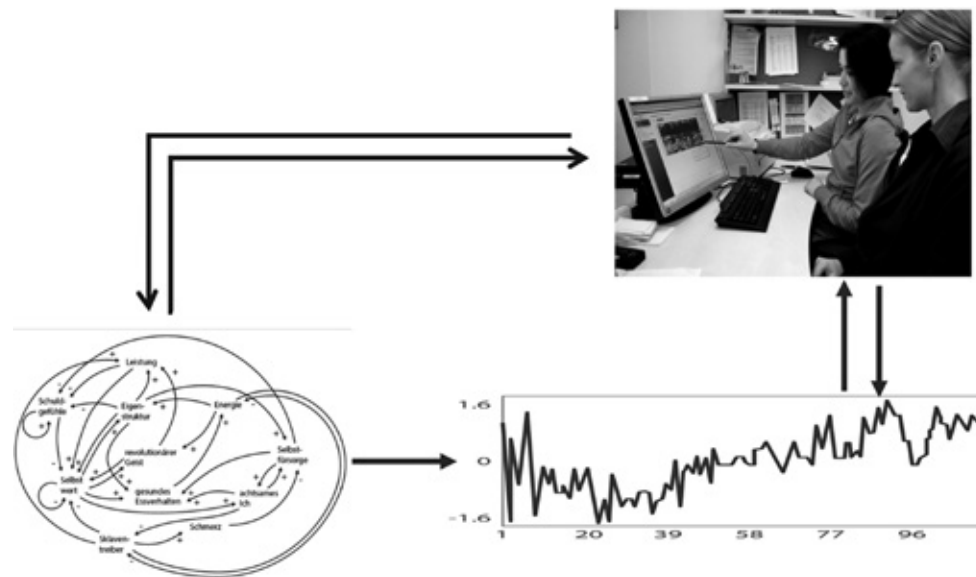 Leistung
Schuld-
gefühle
Eigen-
struktur
Energie
revolutionärer
Geist
Selbst-
fürsorge
Selbst
wert
gesundes
Essverhalten
achtsames
Ich
Schmerz
Sklaven-
treiber
1.6
0
-1.6
1 20 39 58 77 96